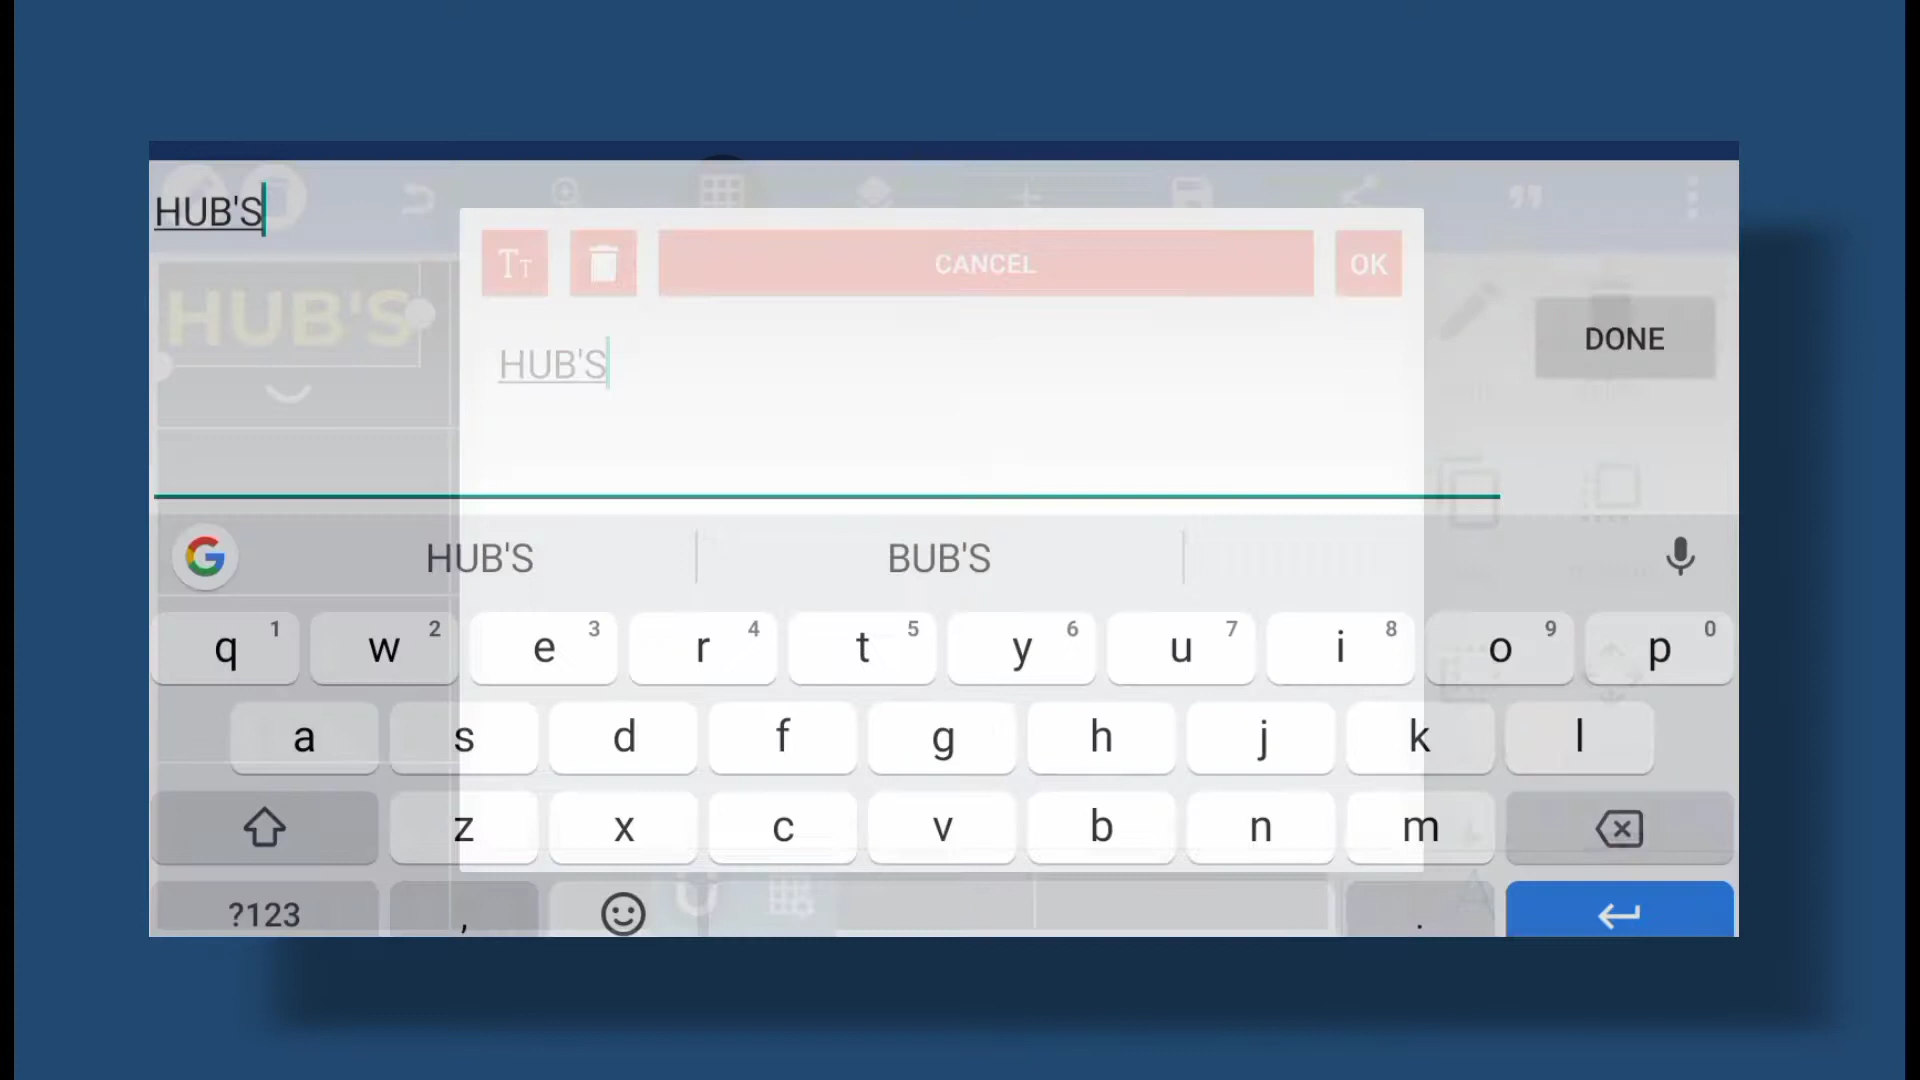 HUB'S
Tт CANCEL OK
HUB'S
HUB'S
DONE
HUB'S BUB'S
q 1 w 2 e 3 r 4 t 5 y 6 u 7 i 8 o 9 p 0
a s d f g h j k l
z x c v b n m
?123 , .